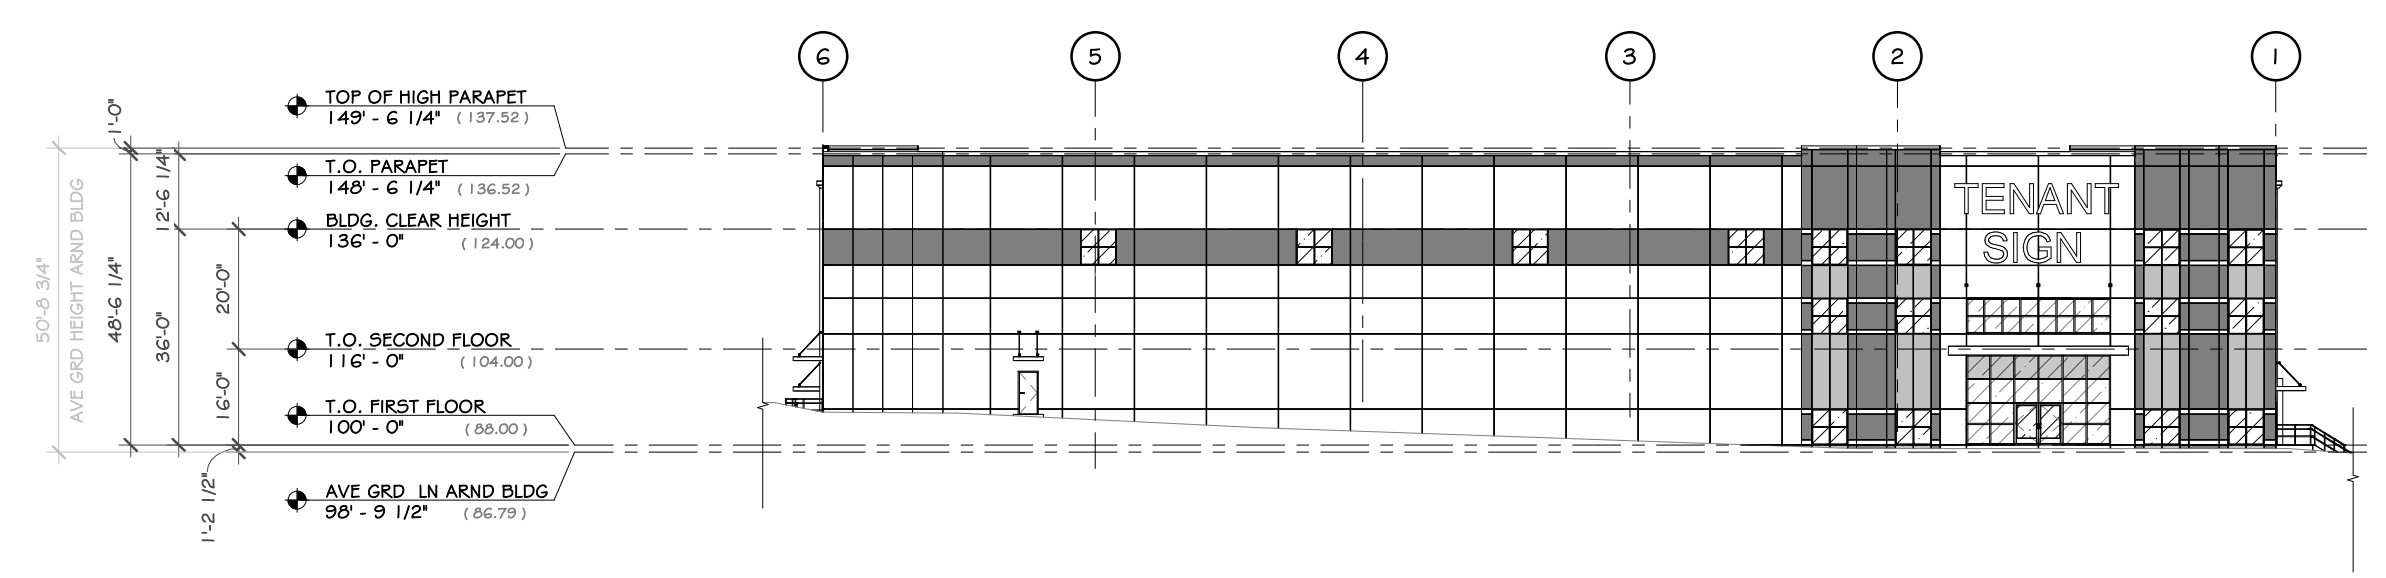 6
5
4
3
2
1
TOP OF HIGH PARAPET
149' - 6 1/4" (137.52)
T.O. PARAPET
148' - 6 1/4" (136.52)
BLDG. CLEAR HEIGHT
136' - 0" (124.00)
T.O. SECOND FLOOR
116' - 0" (104.00)
T.O. FIRST FLOOR
100' - 0" (88.00)
AVE GRD LN ARND BLDG
98' - 9 1/2" (86.79)
50'-8 3/4"
AVE GRD HEIGHT ARND BLDG
1'-0"
48'-6 1/4"
12'-6 1/4"
36'-0"
20'-0"
16'-0"
1'-2 1/2"
TENANT
SIGN